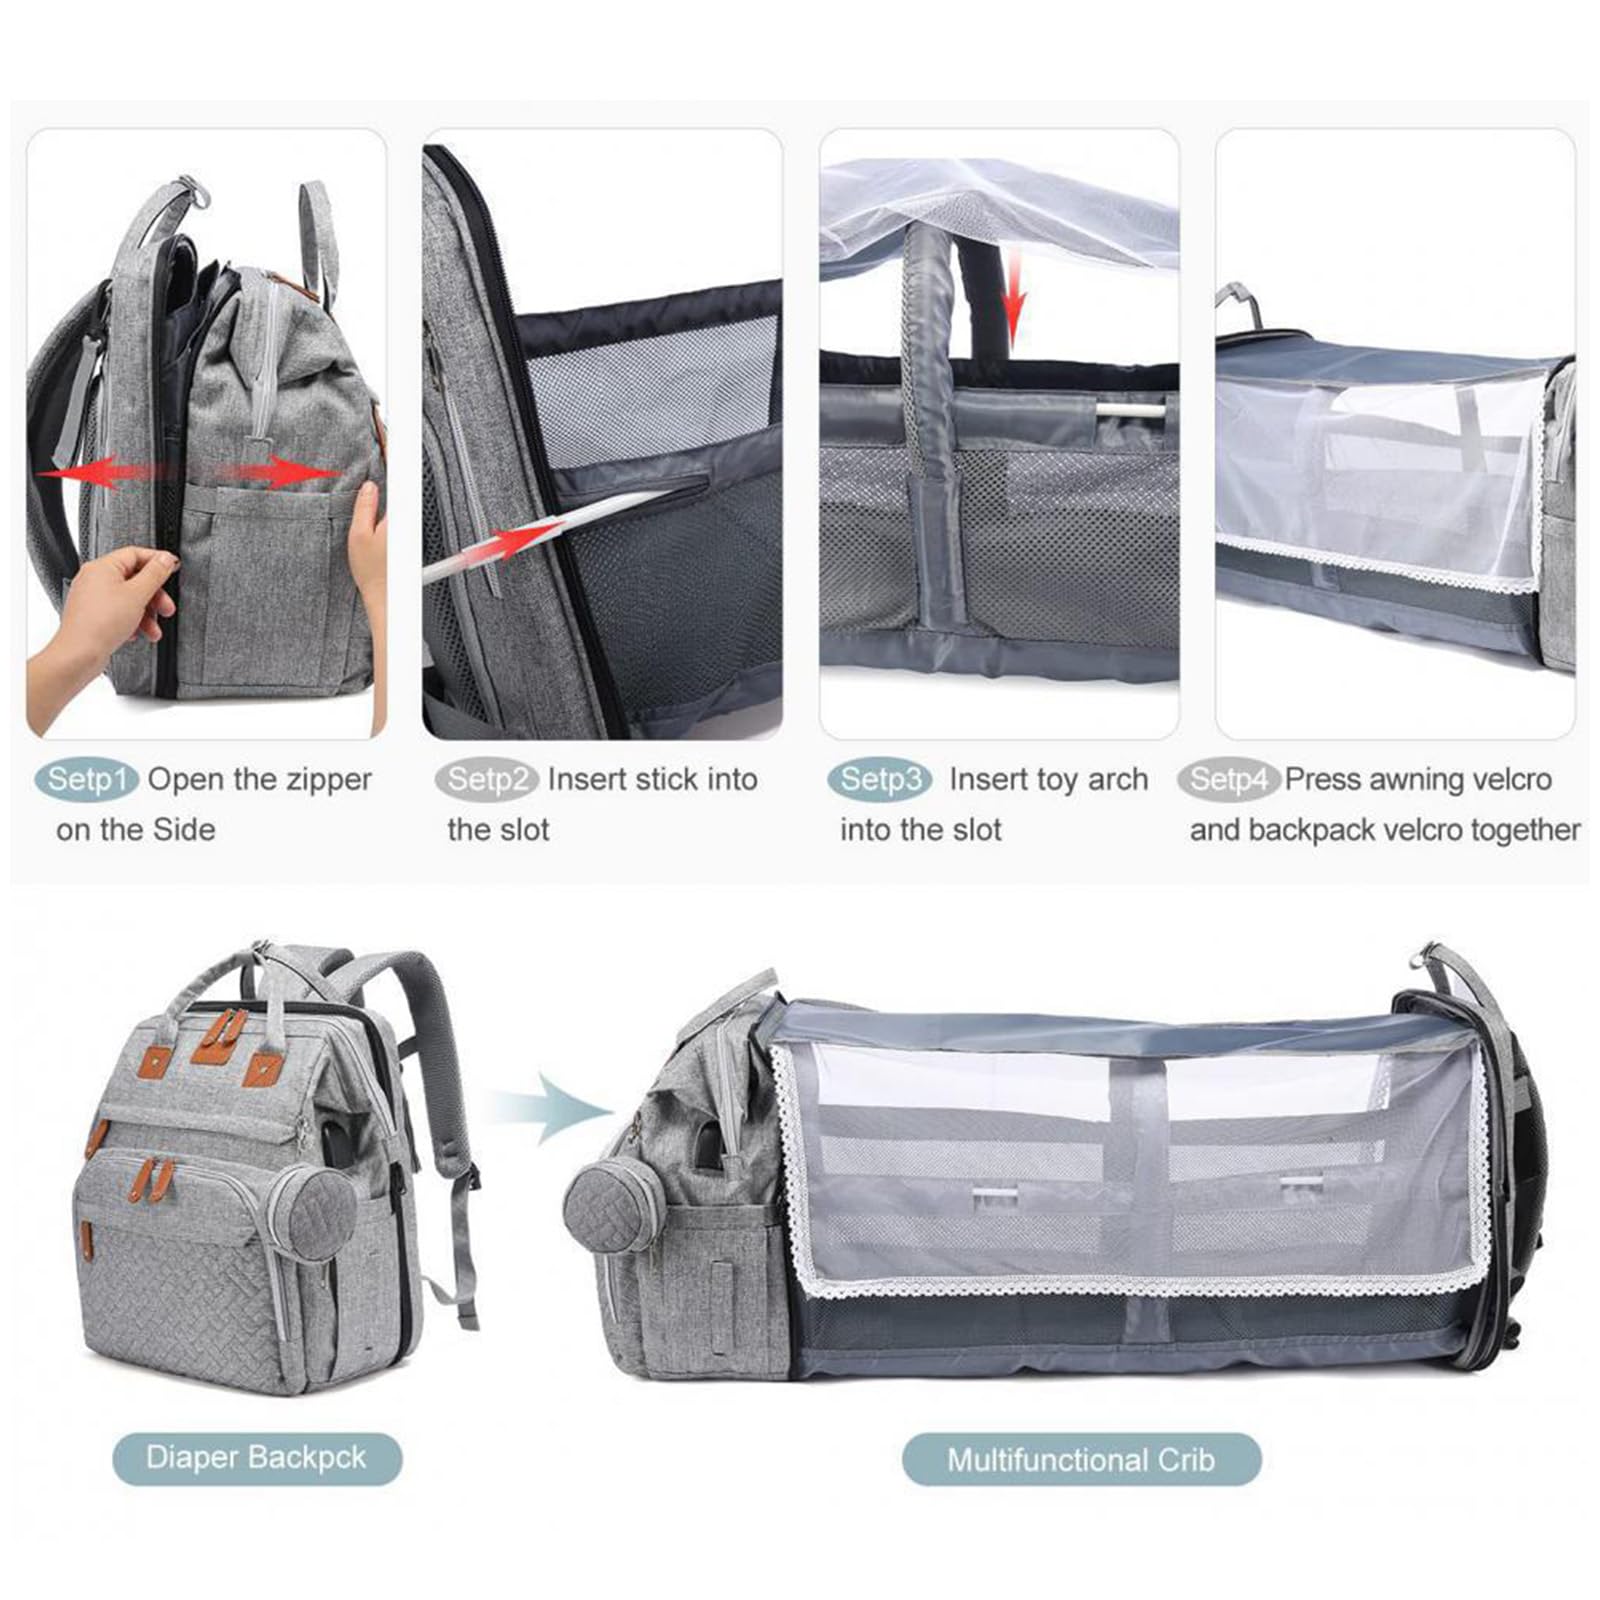 Setp1 Open the zipper
on the Side
Setp2 Insert stick into
the slot
Setp3 Insert toy arch
into the slot
Setp4 Press awning velcro
and backpack velcro together
Diaper Backpck
Multifunctional Crib